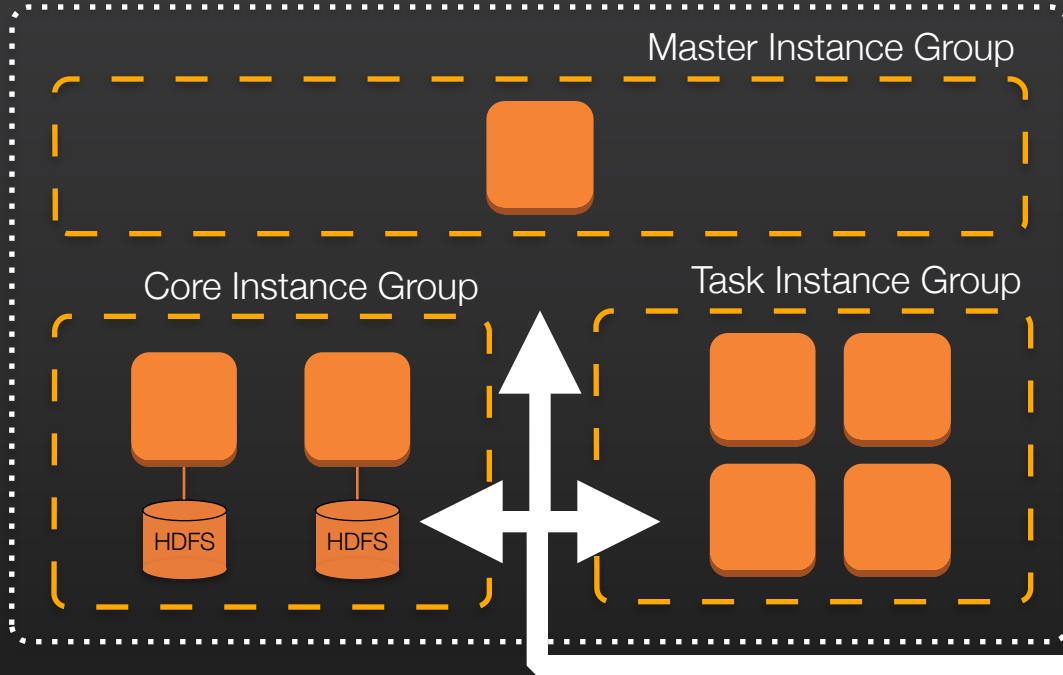 Master Instance Group
Core Instance Group
Task Instance Group
HDFS
HDFS